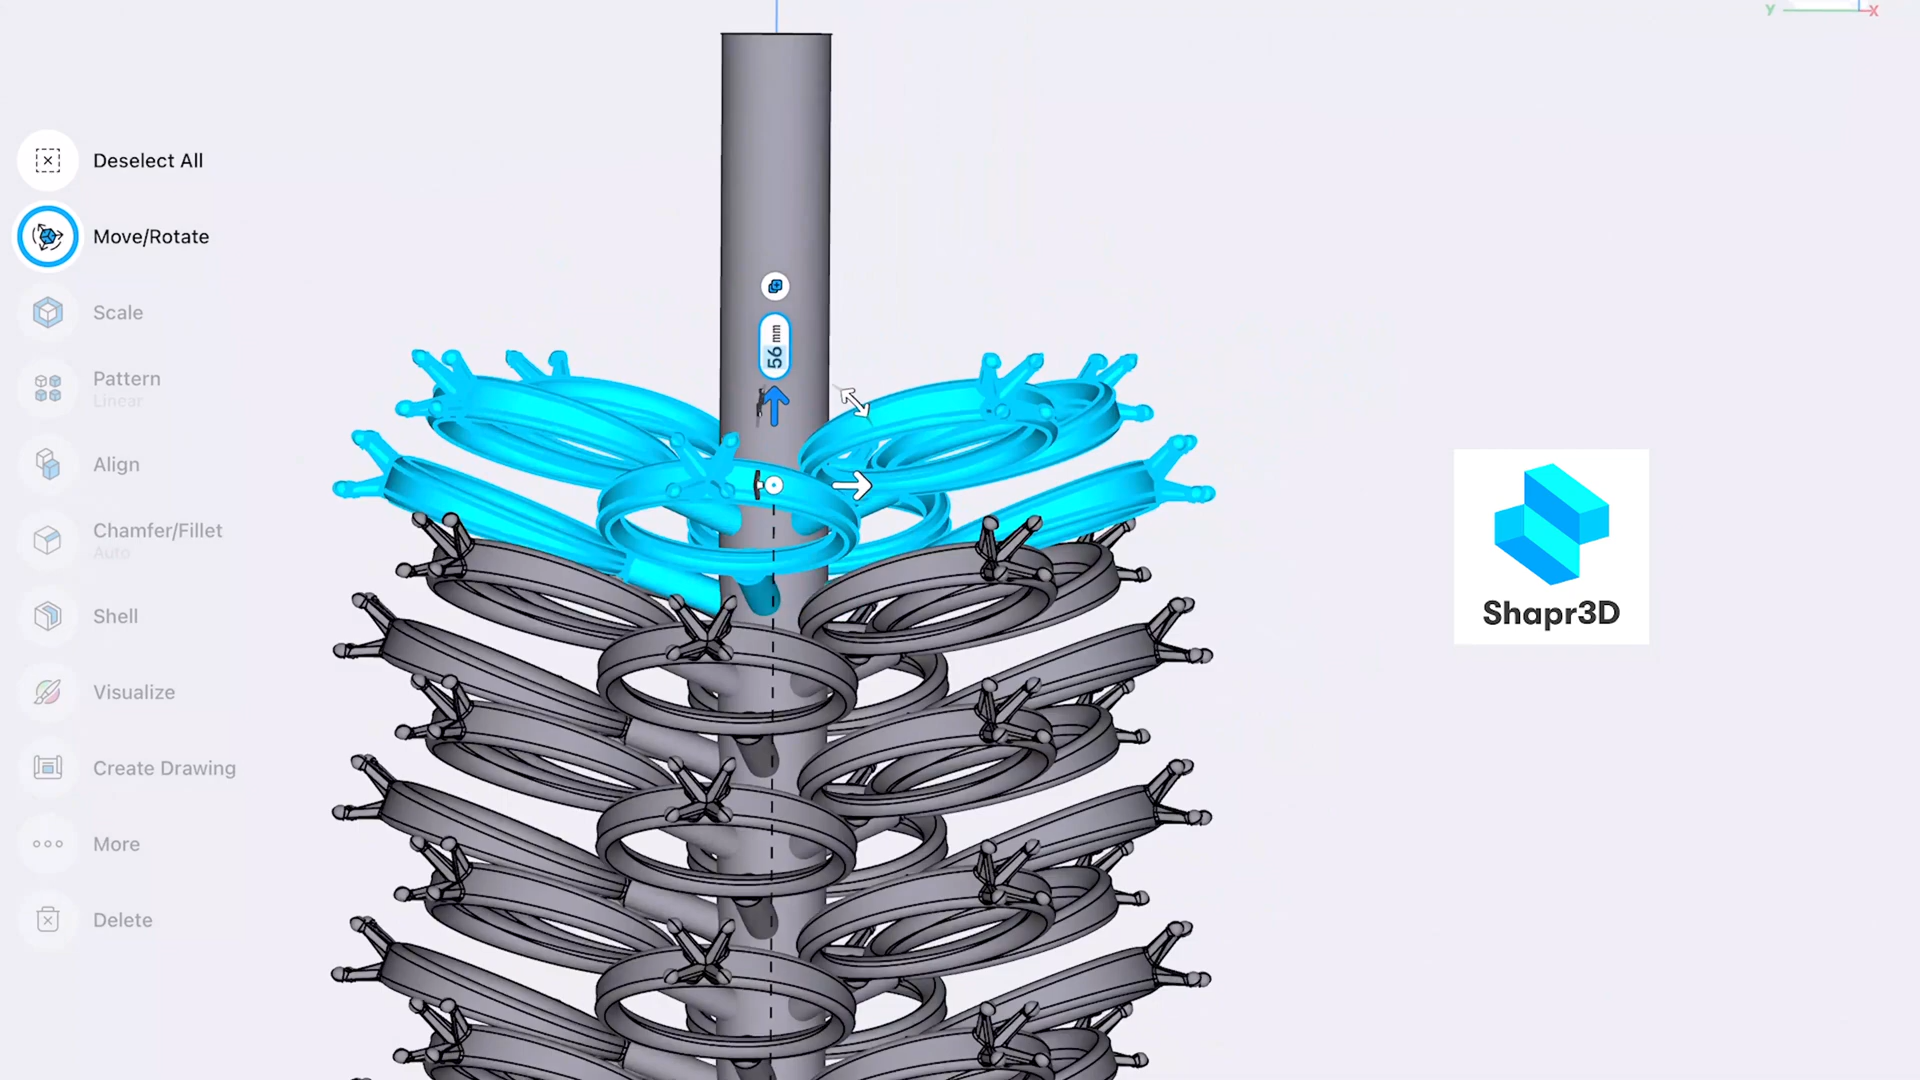 Y
X
Deselect All
Move/Rotate
Scale
Pattern
Linear
Align
Chamfer/Fillet
Auto
Shell
Visualize
Create Drawing
More
Delete
56 mm
Shapr3D